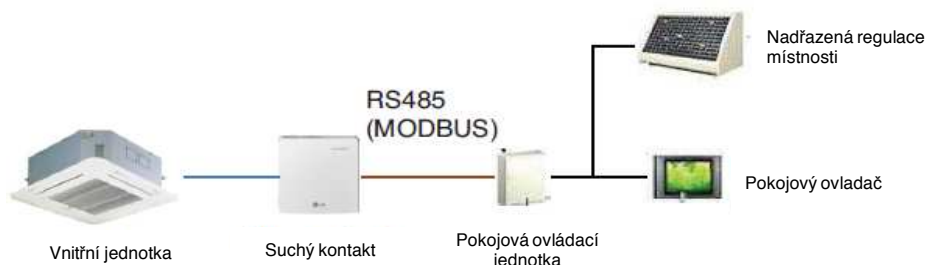 Nadřazená regulace
místnosti
RS485
(MODBUS)
Pokojový ovladač
Vnitřní jednotka
Suchý kontakt
Pokojová ovládací
jednotka